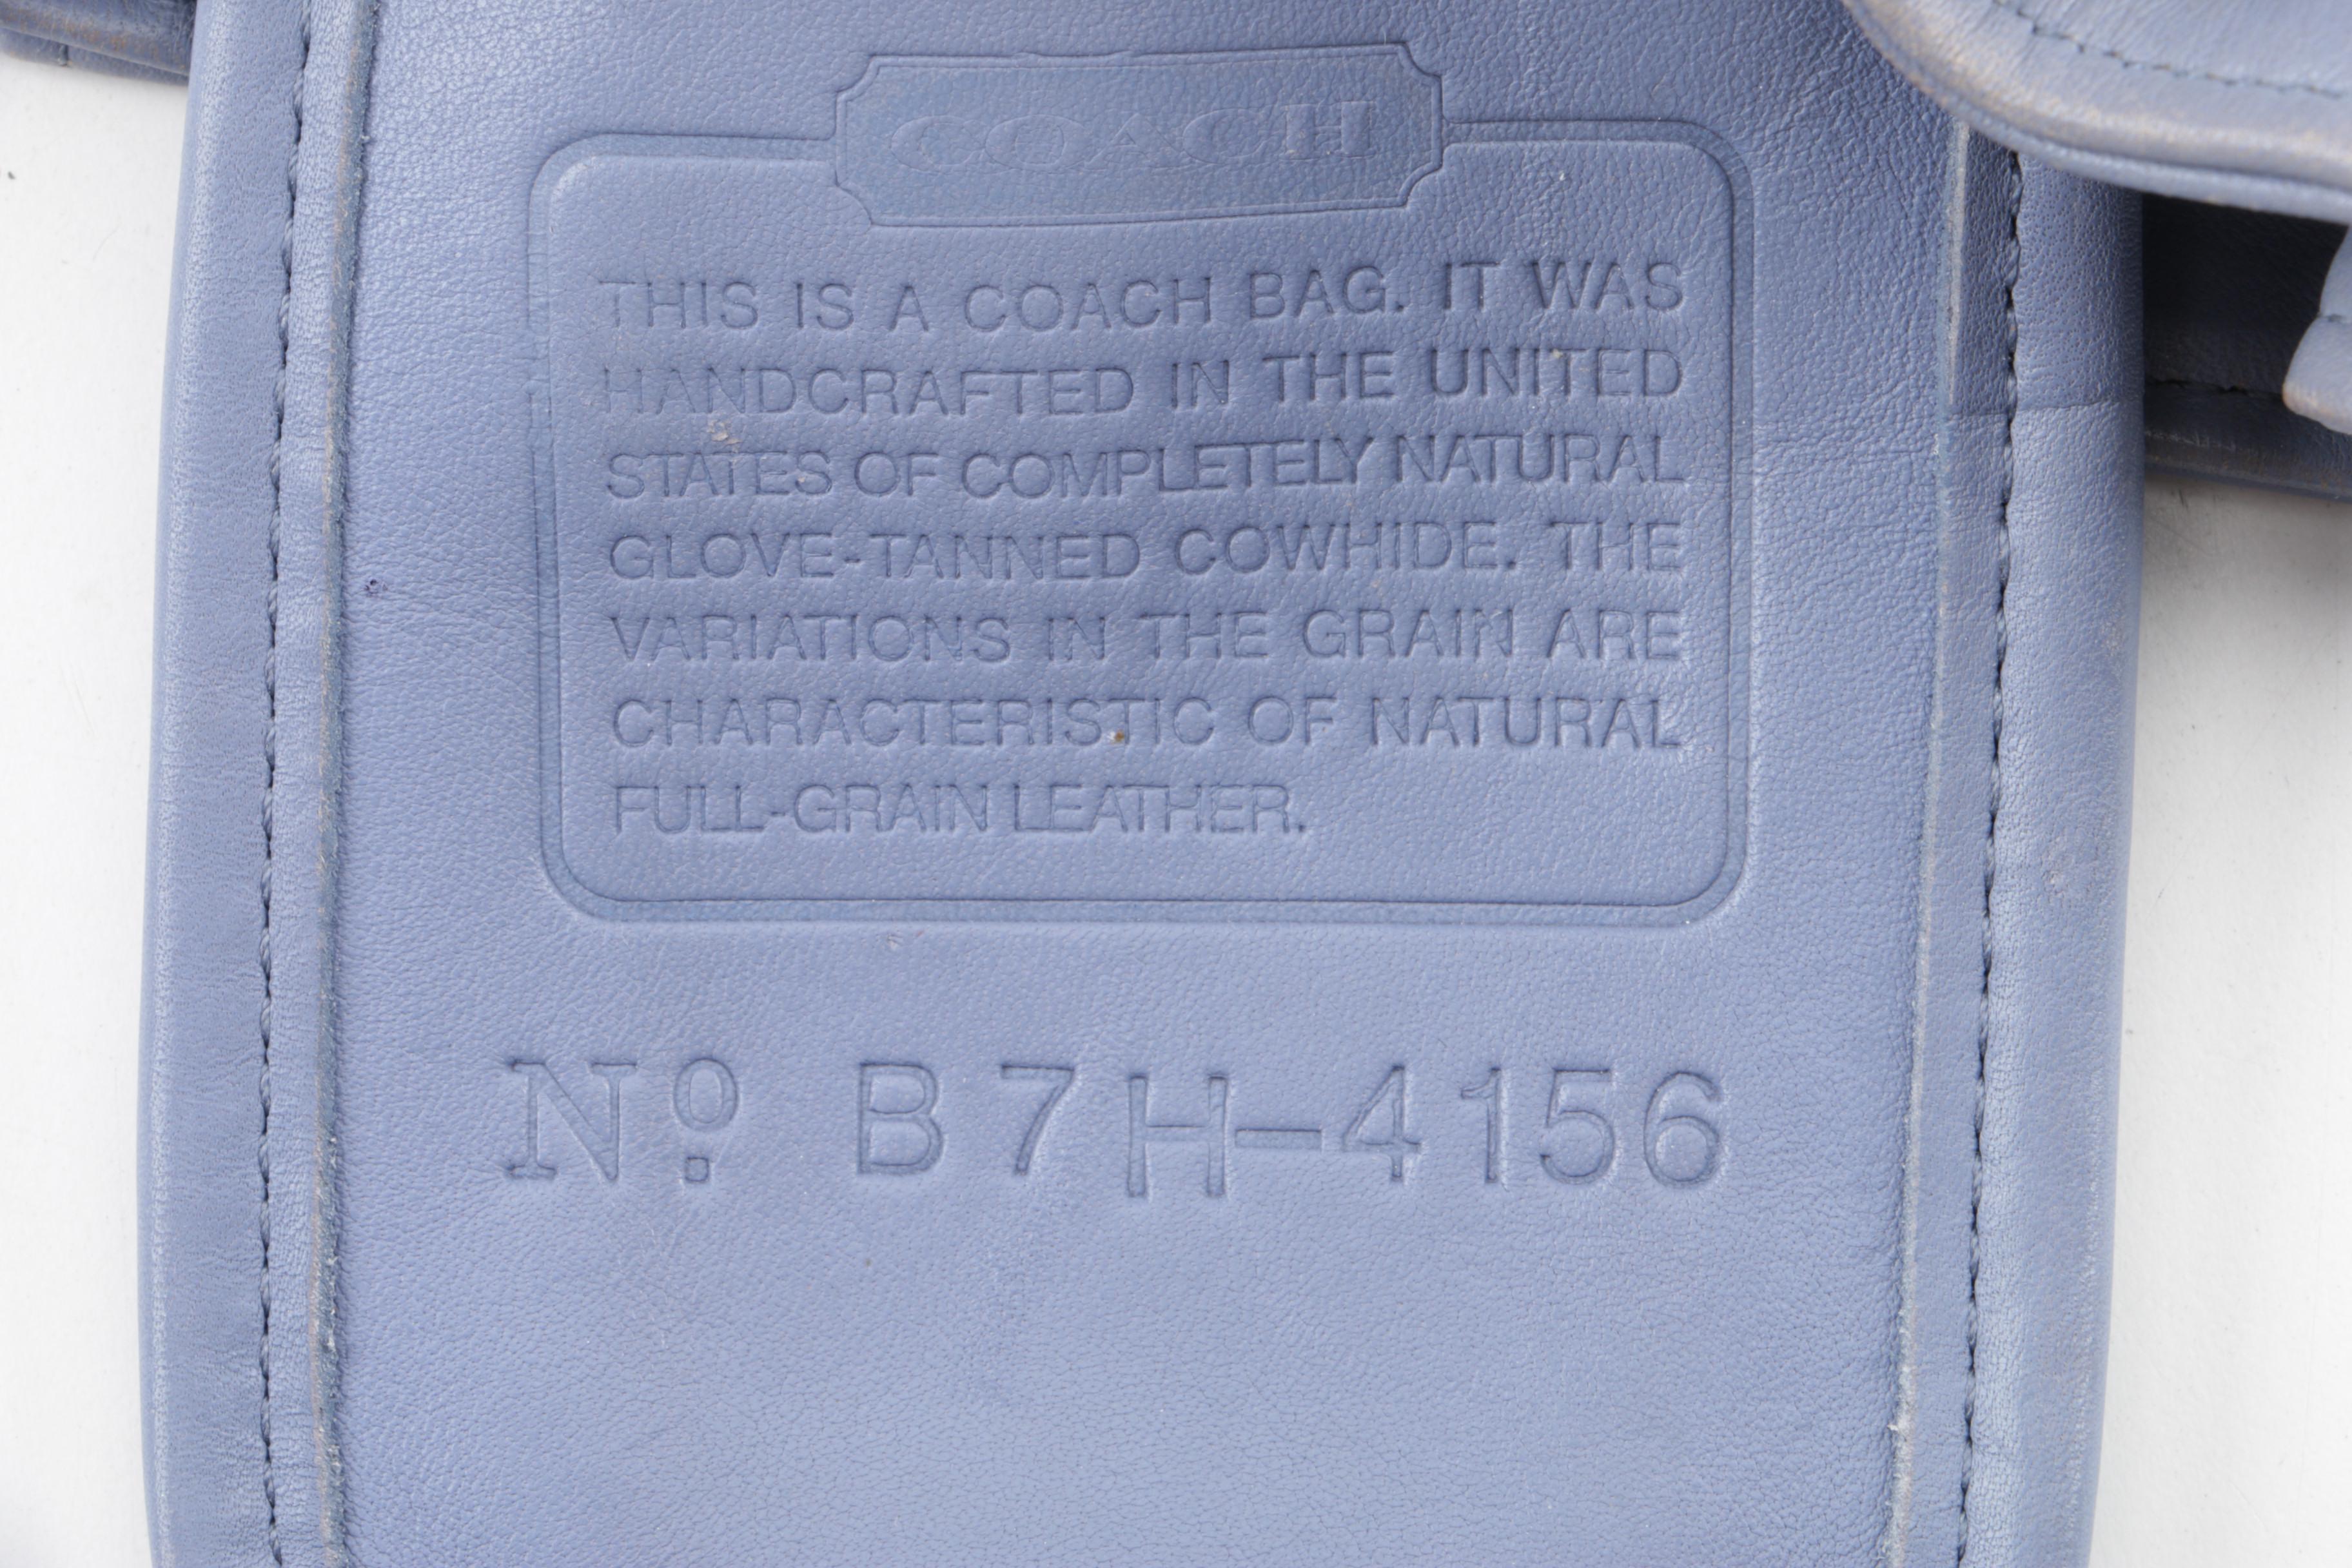 COACH
THIS IS A COACH BAG. IT WAS
HANDCRAFTED IN THE UNITED
STATES OF COMPLETELY NATURAL
GLOVE-TANNED COWHIDE. THE
VARIATIONS IN THE GRAIN ARE
CHARACTERISTIC OF NATURAL
FULL-GRAIN LEATHER.
Nº B7H-4156